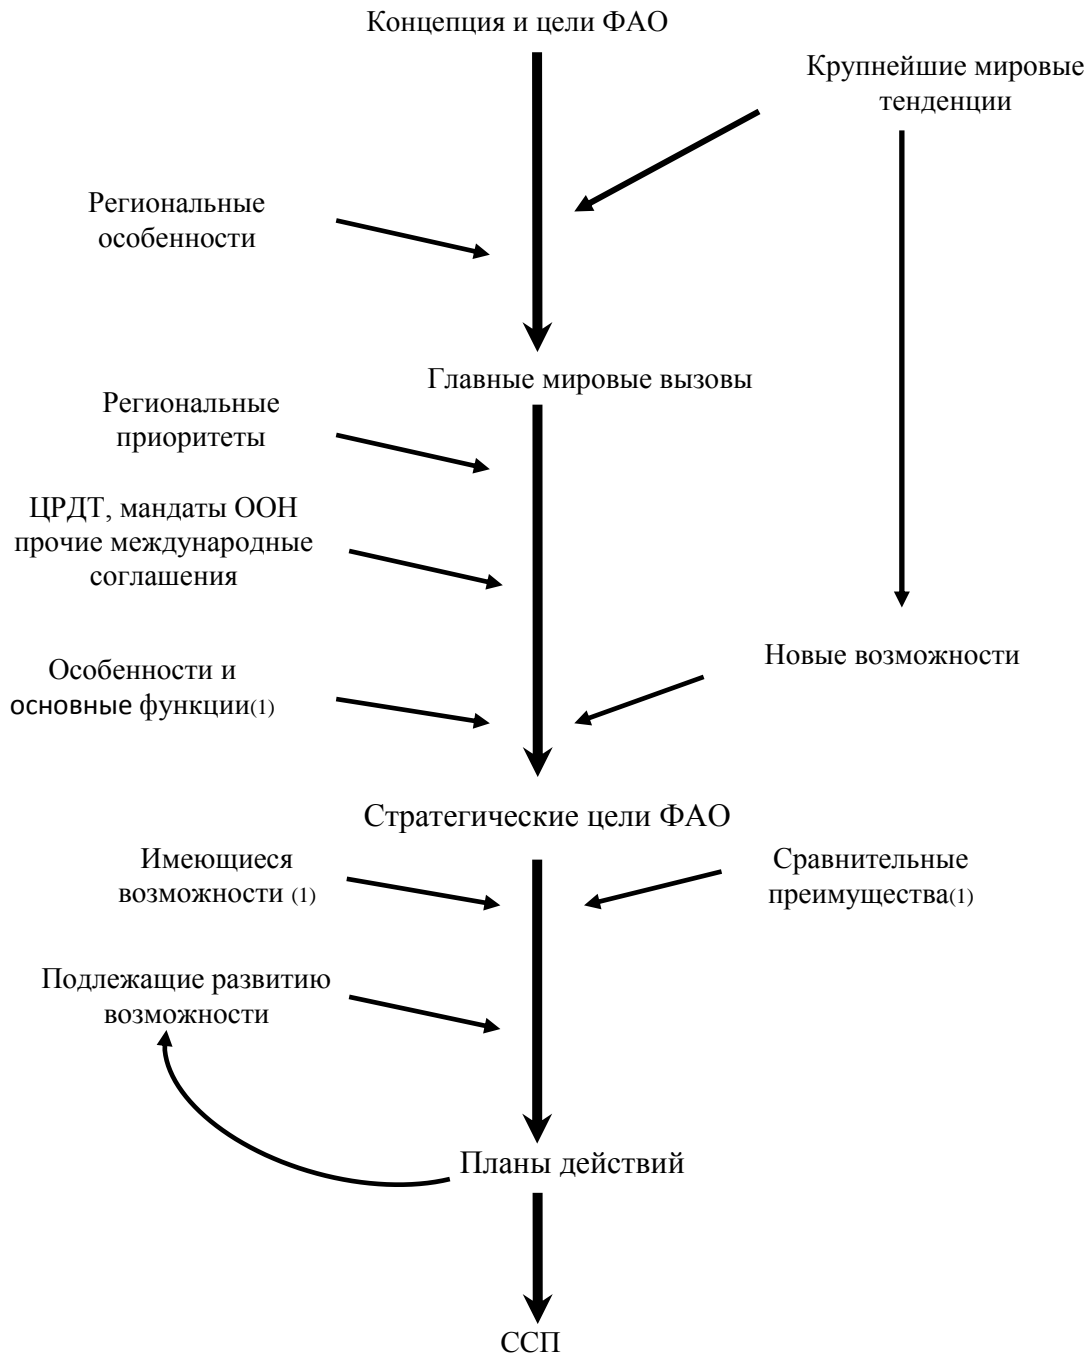 Концепция и цели ФАО
Крупнейшие мировые
тенденции
Региональные
особенности
Главные мировые вызовы
Региональные
приоритеты
ЦРДТ, мандаты ООН
прочие международные
соглашения
Новые возможности
Особенности и
основные функции(1)
Стратегические цели ФАО
Имеющиеся
возможности (1)
Сравнительные
преимущества(1)
Подлежащие развитию
возможности
Планы действий
ССП